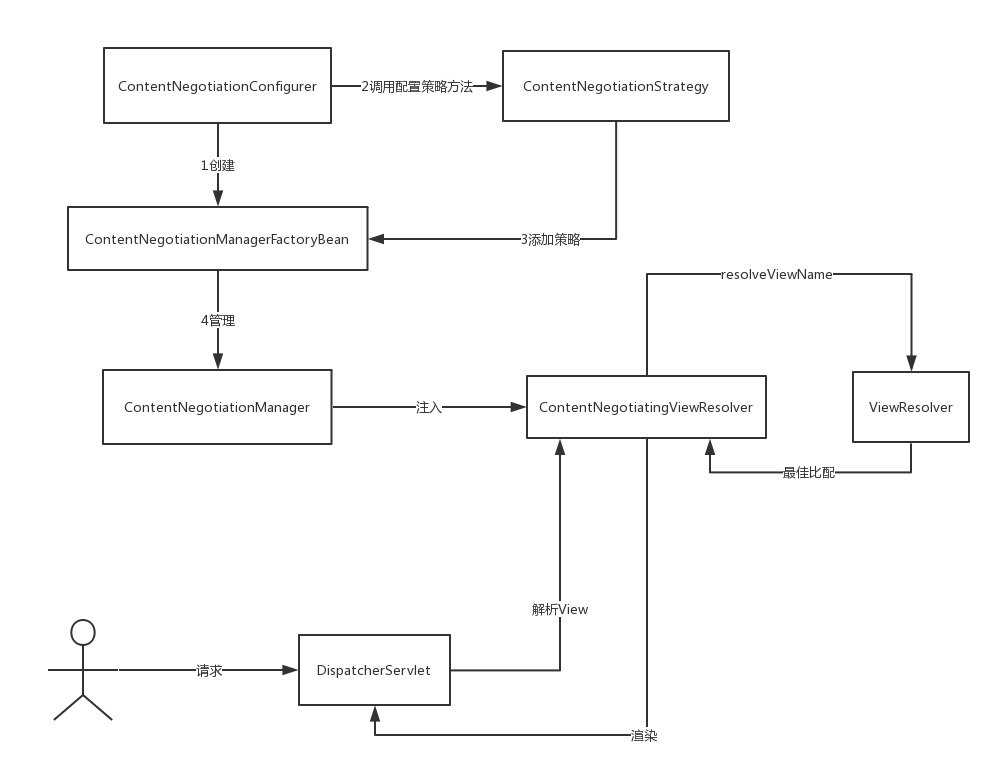 ContentNegotiationConfigurer
2调用配置策略方法
ContentNegotiationStrategy
1创建
ContentNegotiationManagerFactoryBean
3添加策略
resolveViewName
4管理
ContentNegotiationManager
注入
ContentNegotiatingViewResolver
ViewResolver
最佳比配
解析View
请求
DispatcherServlet
渲染